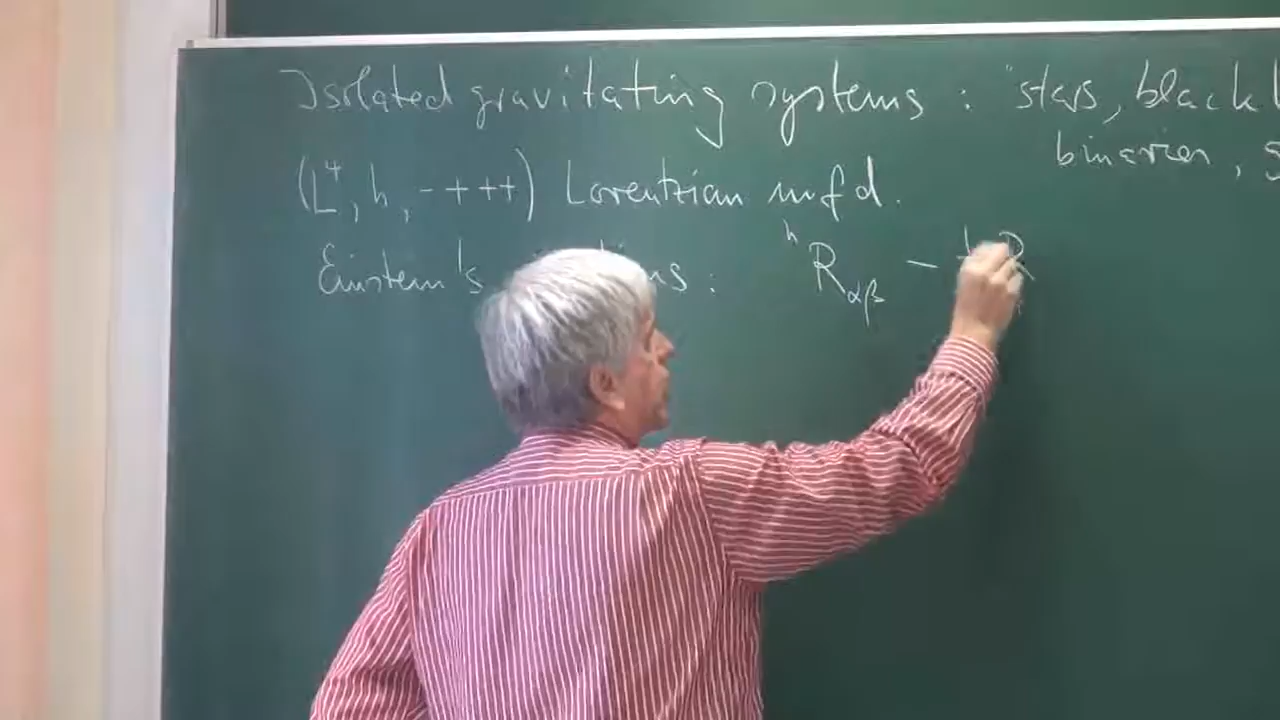 Isolated gravitating systems : "stars, black
binaries,
(L⁴, h, -+++) Lorentzian mfd.
Einstein's : ʰR_αβ - R